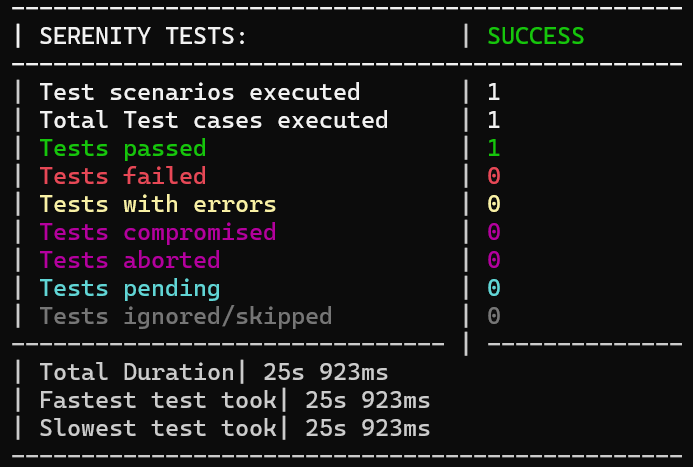 | SERENITY TESTS: | SUCCESS
| Test scenarios executed | 1
| Total Test cases executed | 1
| Tests passed | 1
| Tests failed | 0
| Tests with errors | 0
| Tests compromised | 0
| Tests aborted | 0
| Tests pending | 0
| Tests ignored/skipped | 0
| Total Duration| 25s 923ms
| Fastest test took| 25s 923ms
| Slowest test took| 25s 923ms